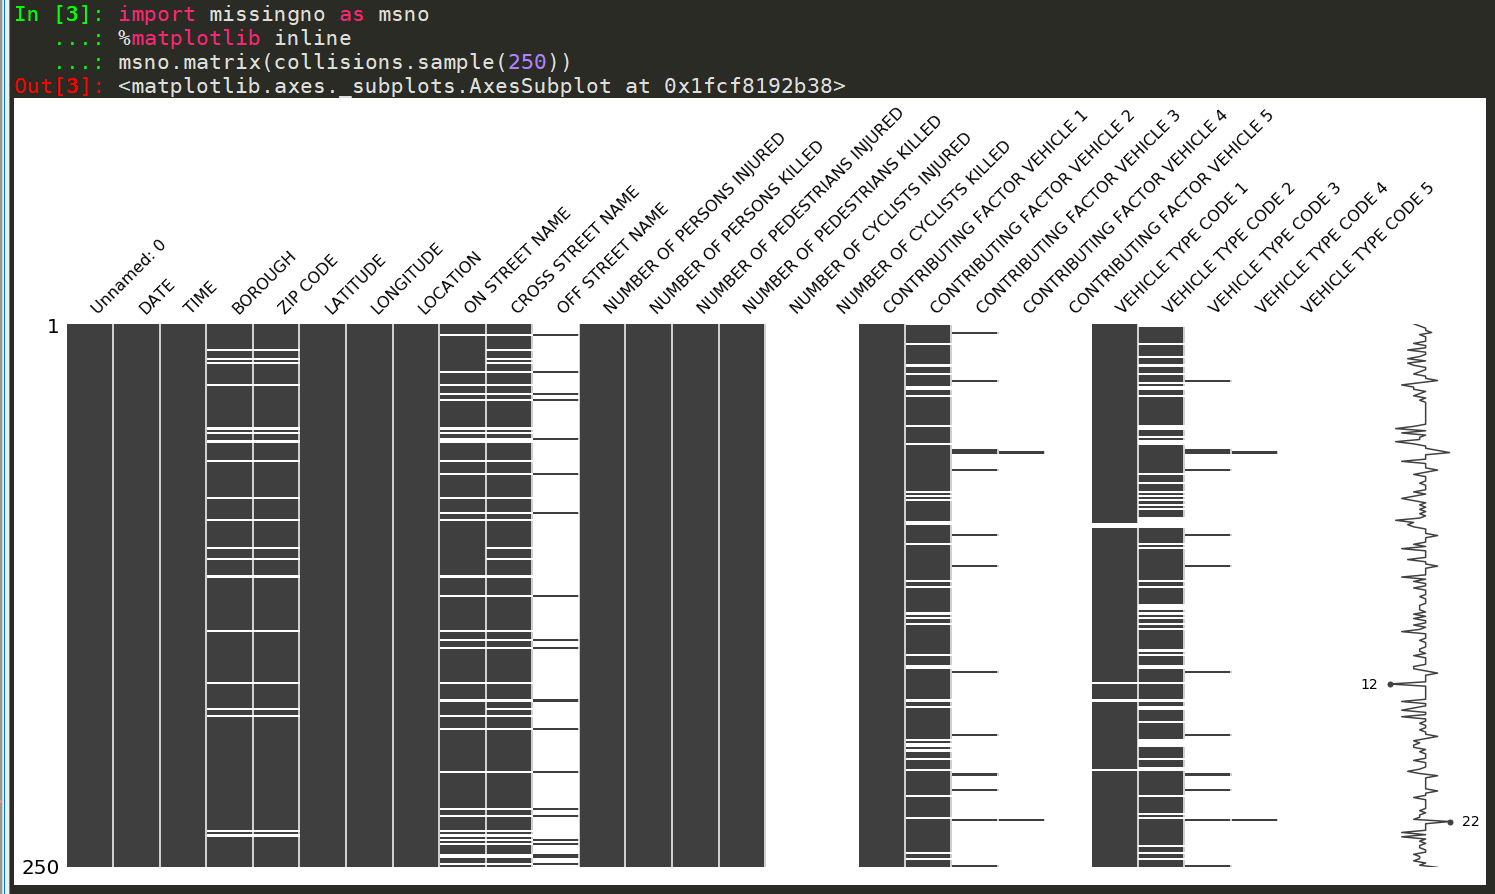 In [3]: import missingno as msno
...: %matplotlib inline
...: msno.matrix(collisions.sample(250))
Out[3]: <matplotlib.axes._subplots.AxesSubplot at 0x1fcf8192b38>
Unnamed: 0
DATE
TIME
BOROUGH
ZIP CODE
LATITUDE
LONGITUDE
LOCATION
ON STREET NAME
CROSS STREET NAME
OFF STREET NAME
NUMBER OF PERSONS INJURED
NUMBER OF PERSONS KILLED
NUMBER OF PEDESTRIANS INJURED
NUMBER OF PEDESTRIANS KILLED
NUMBER OF CYCLISTS INJURED
NUMBER OF CYCLISTS KILLED
CONTRIBUTING FACTOR VEHICLE 1
CONTRIBUTING FACTOR VEHICLE 2
CONTRIBUTING FACTOR VEHICLE 3
CONTRIBUTING FACTOR VEHICLE 4
CONTRIBUTING FACTOR VEHICLE 5
VEHICLE TYPE CODE 1
VEHICLE TYPE CODE 2
VEHICLE TYPE CODE 3
VEHICLE TYPE CODE 4
VEHICLE TYPE CODE 5
1
12
22
250